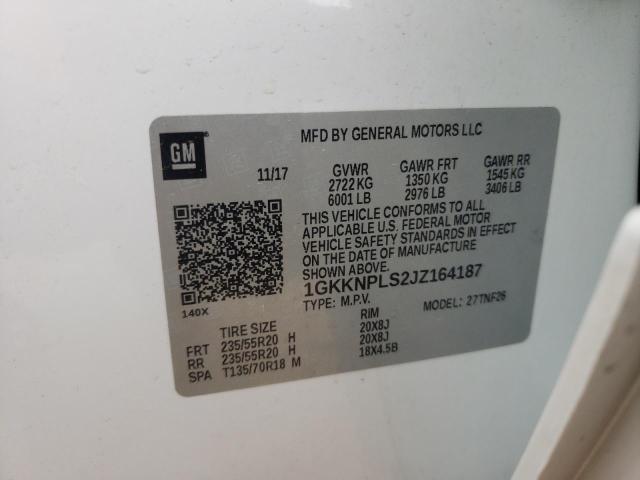 GM
MFD BY GENERAL MOTORS LLC
11/17 GVWR GAWR FRT GAWR RR
2722 KG 1350 KG 1545 KG
6001 LB 2976 LB 3406 LB
THIS VEHICLE CONFORMS TO ALL
APPLICABLE U.S. FEDERAL MOTOR
VEHICLE SAFETY STANDARDS IN EFFECT
ON THE DATE OF MANUFACTURE
SHOWN ABOVE.
1GKKNPLS2JZ164187
TYPE: M.P.V. MODEL: 27TNF26
140X
TIRE SIZE RIM
FRT 235/55R20 H 20X8J
RR 235/55R20 H 20X8J
SPA T135/70R18 M 18X4.5B